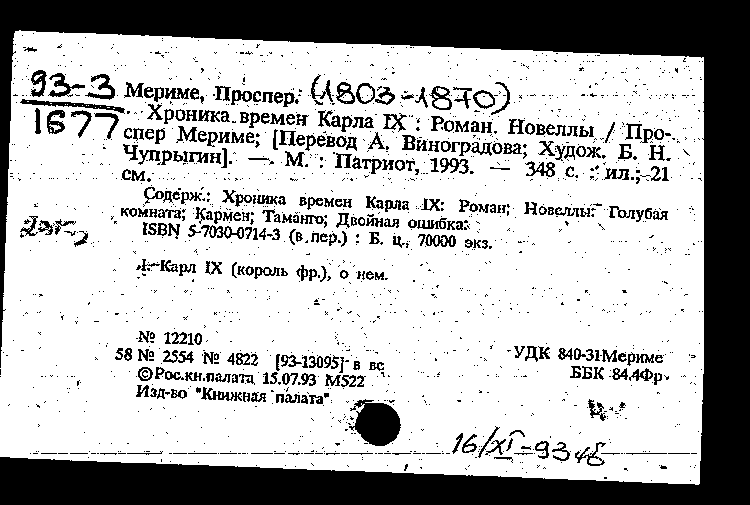 93-3
1677
Мериме, Проспер. (1803-1870)
Хроника времен Карла IX : Роман. Новеллы / Про-
спер Мериме; [Перевод А. Виноградова; Худож. Б. Н.
Чупрыгин]. — М. : Патриот, 1993. — 348 с. : ил.; 21
см.
Содерж.: Хроника времен Карла IX: Роман; Новеллы: Голубая
комната; Кармен; Таманго; Двойная ошибка.
ISBN 5-7030-0714-3 (в пер.) : Б. ц., 70000 экз.
1. Карл IX (король фр.), о нем.
№ 12210
58 № 2554 № 4822 [93-13095] в вс
УДК 840-31Мериме
©Рос.кн.палата 15.07.93 М522
ББК 84.4Фр
Изд-во "Книжная палата"
16/XI-93